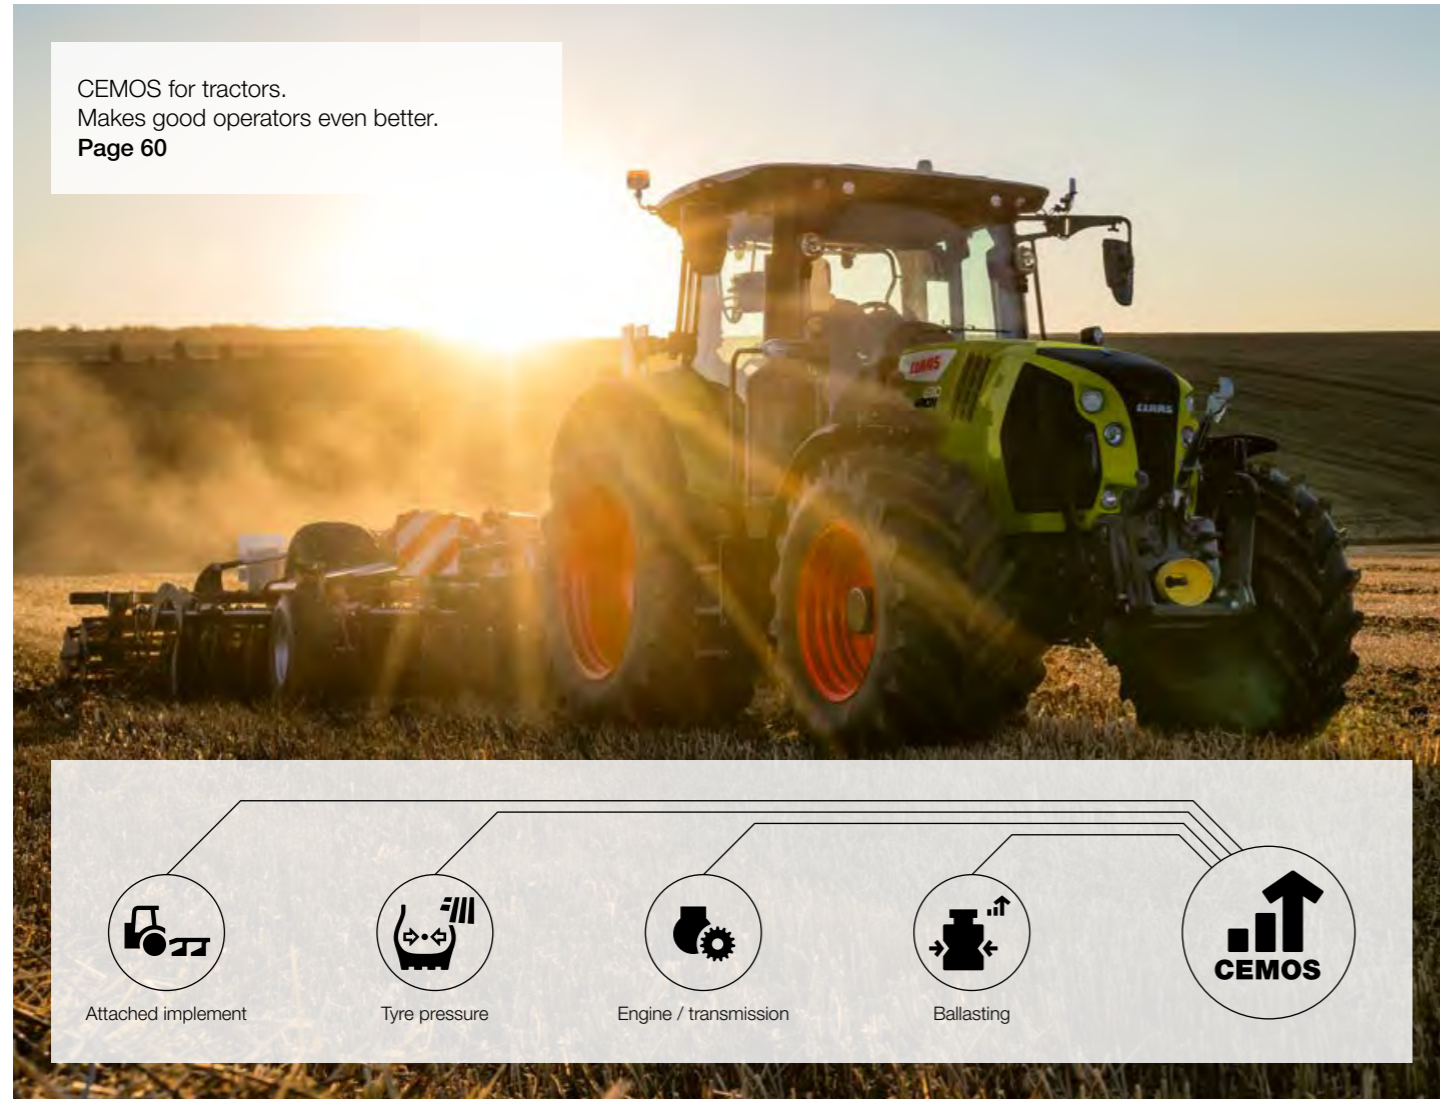 CEMOS for tractors.
Makes good operators even better.
Page 60
CLAAS
CLAAS
Attached implement
Tyre pressure
Engine / transmission
Ballasting
CEMOS